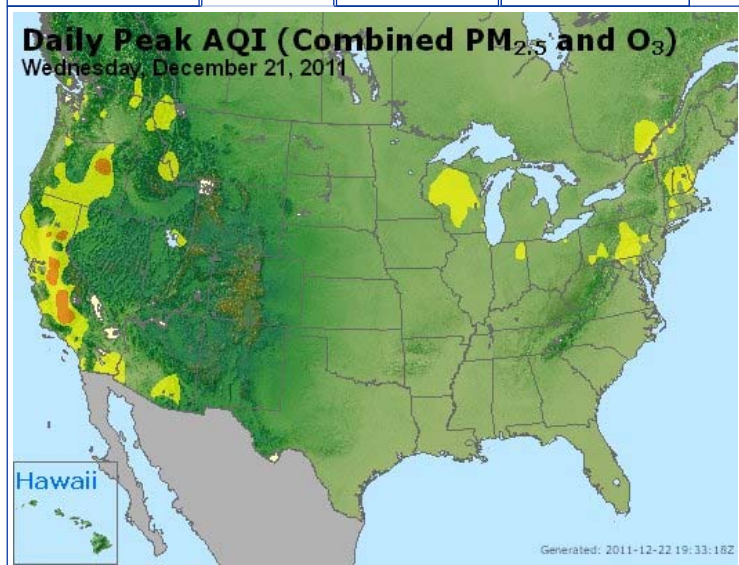 Daily Peak AQI (Combined PM2.5 and O3)
Wednesday, December 21, 2011
Hawaii
Generated: 2011-12-22 19:33:18Z